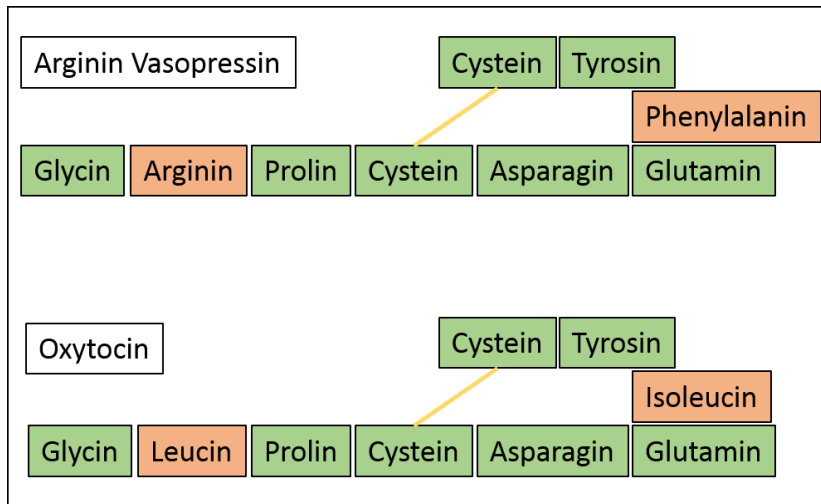 Arginin Vasopressin
Cystein Tyrosin
Phenylalanin
Glycin Arginin Prolin Cystein Asparagin Glutamin
Oxytocin
Cystein Tyrosin
Isoleucin
Glycin Leucin Prolin Cystein Asparagin Glutamin